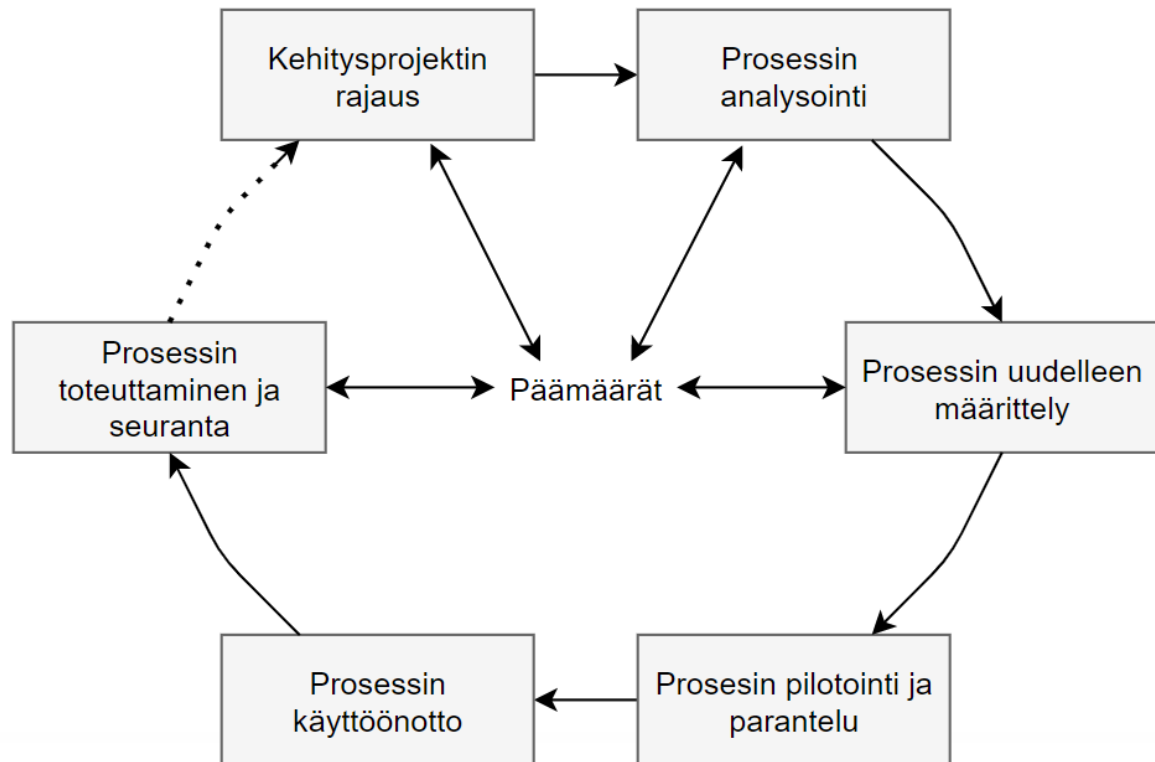 Kehitysprojektin
rajaus
Prosessin
analysointi
Prosessin
toteuttaminen ja
seuranta
Päämäärät
Prosessin uudelleen
määrittely
Prosessin
käyttöönotto
Prosesin pilotointi ja
parantelu